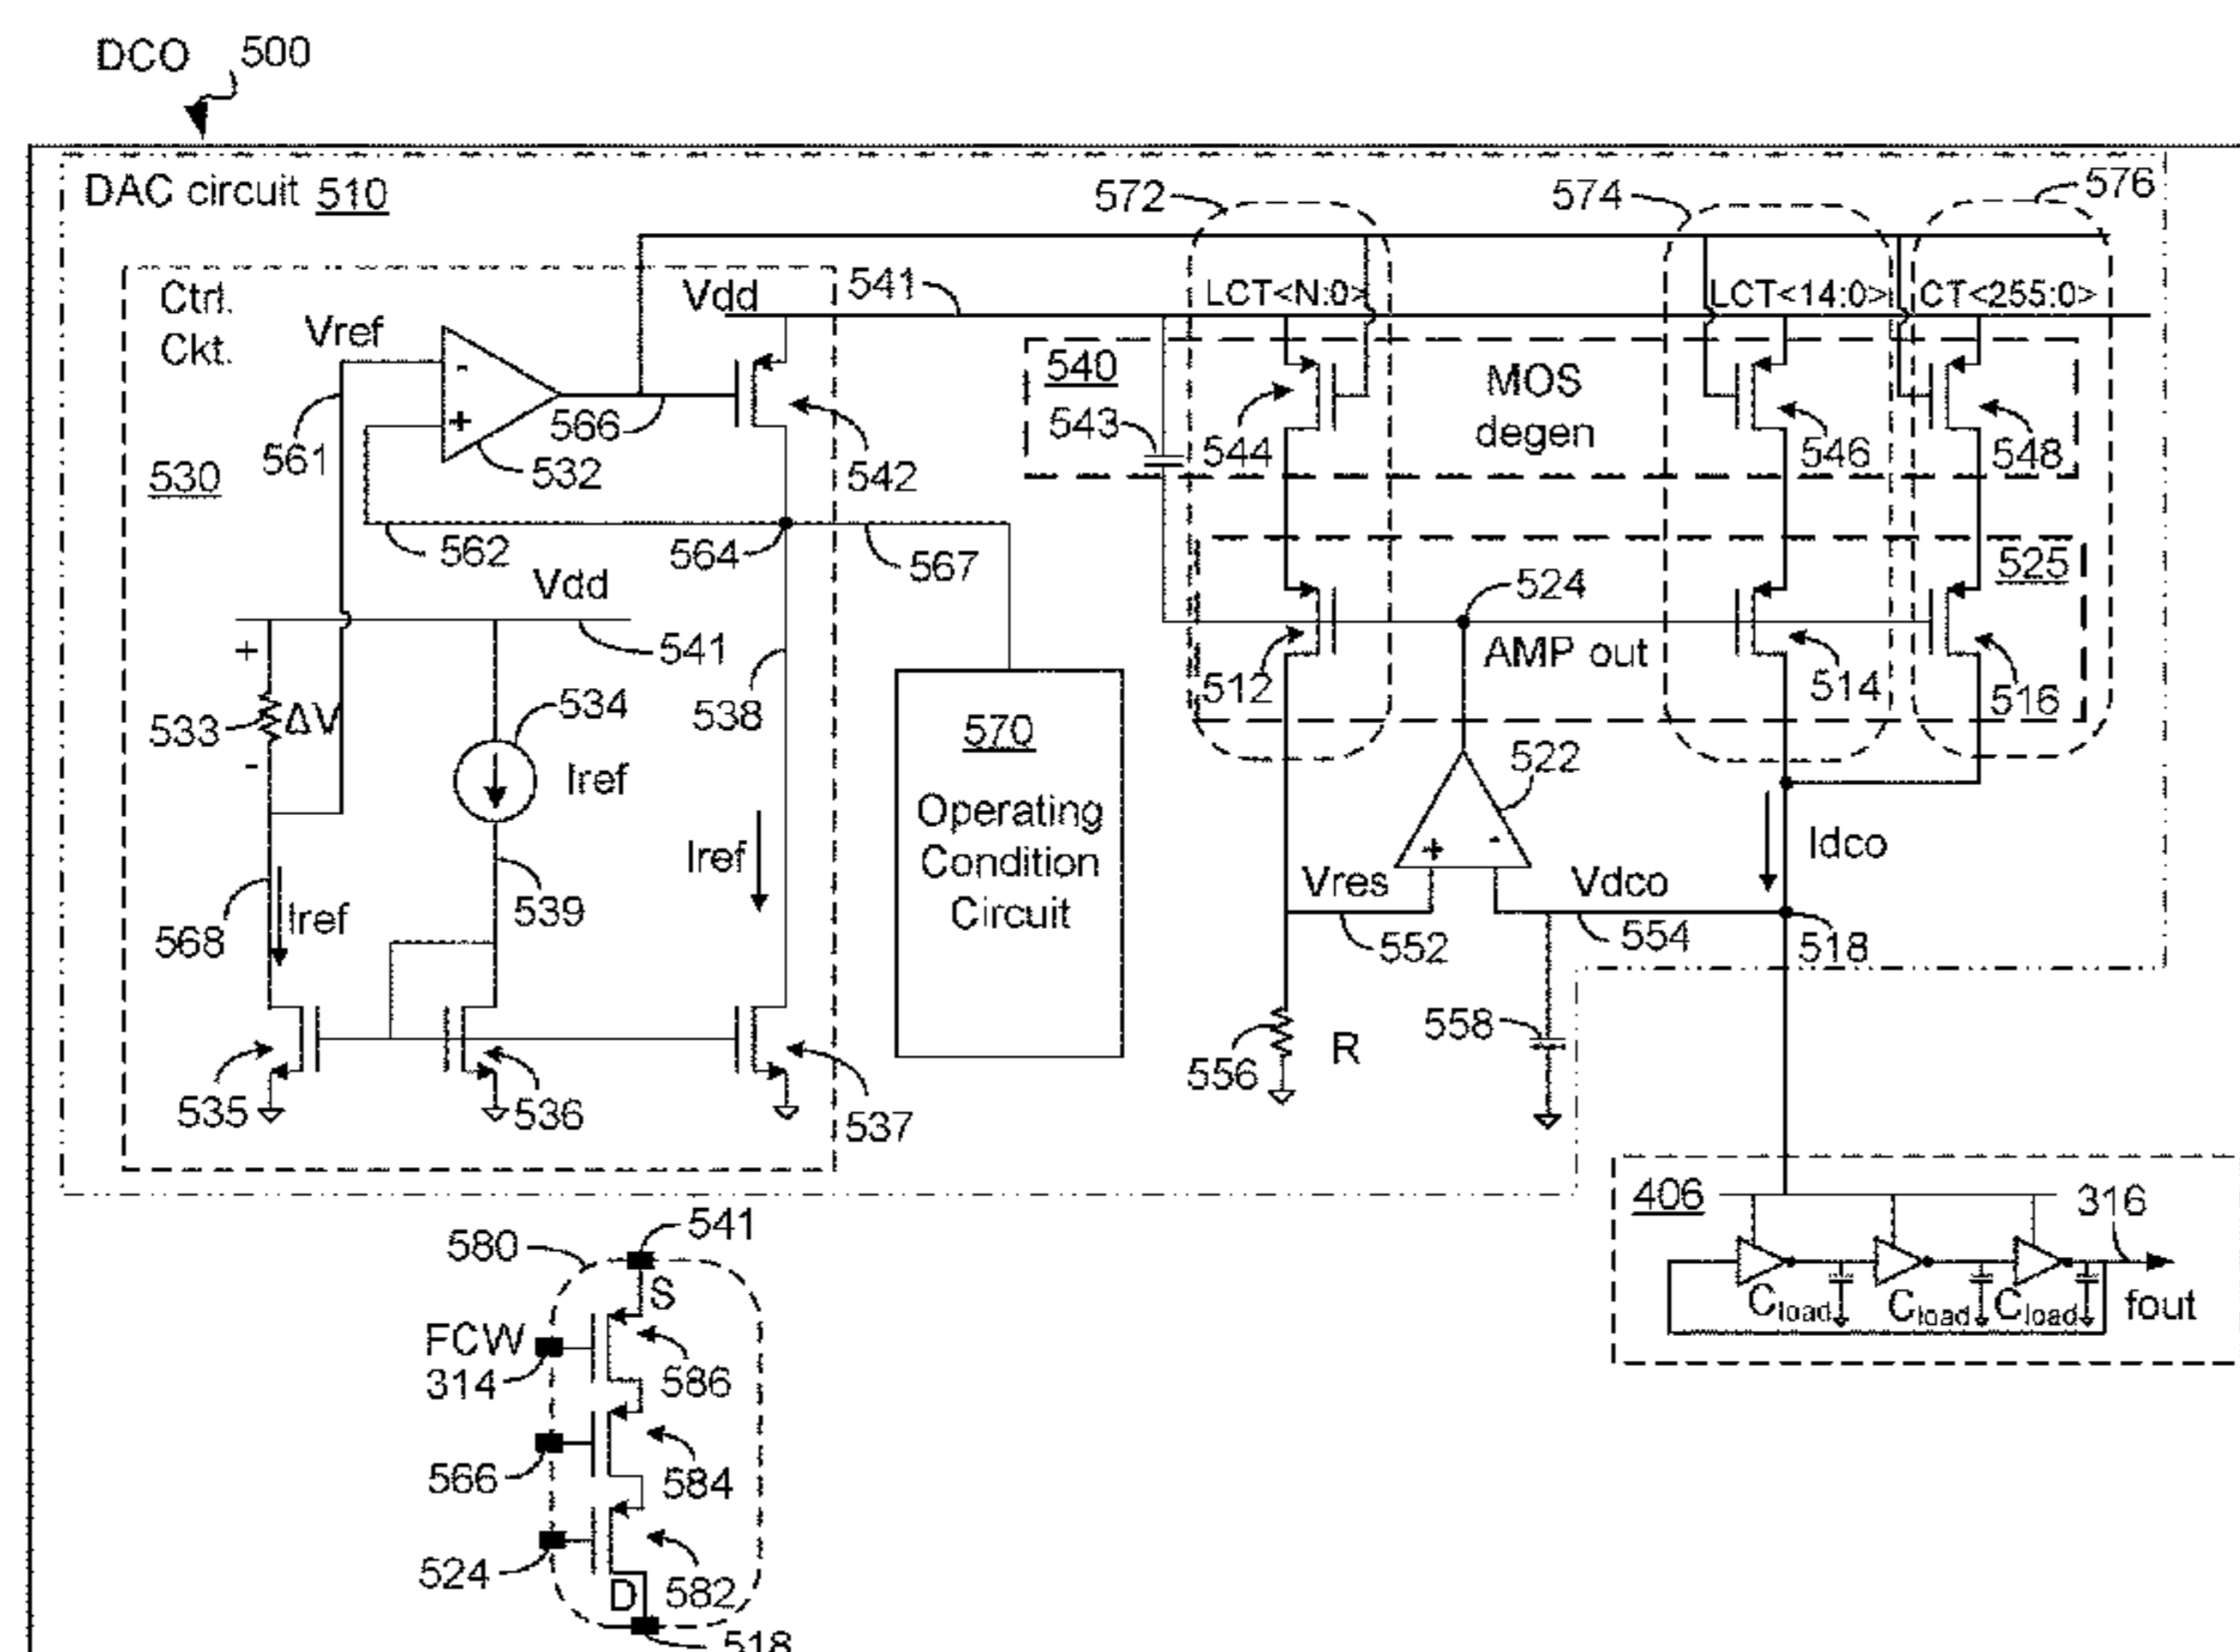 DCO 500
DAC circuit 510
572
574
576
Ctrl.
Ckt.
Vdd
541
LCT<N:0>
LCT<14:0>
CT<255:0>
Vref
-
+
561
566
532
542
530
540
543
544
MOS
degen
546
548
562
564
567
525
524
Vdd
541
AMP out
512
514
516
+
533
ΔV
-
534
Iref
538
570
Operating
Condition
Circuit
522
+
-
Iref
Idco
Vres
Vdco
568
Iref
539
552
554
518
558
556
R
535
536
537
406
316
Cload
Cload
Cload
fout
541
580
S
FCW
314
586
566
584
524
D
582
518